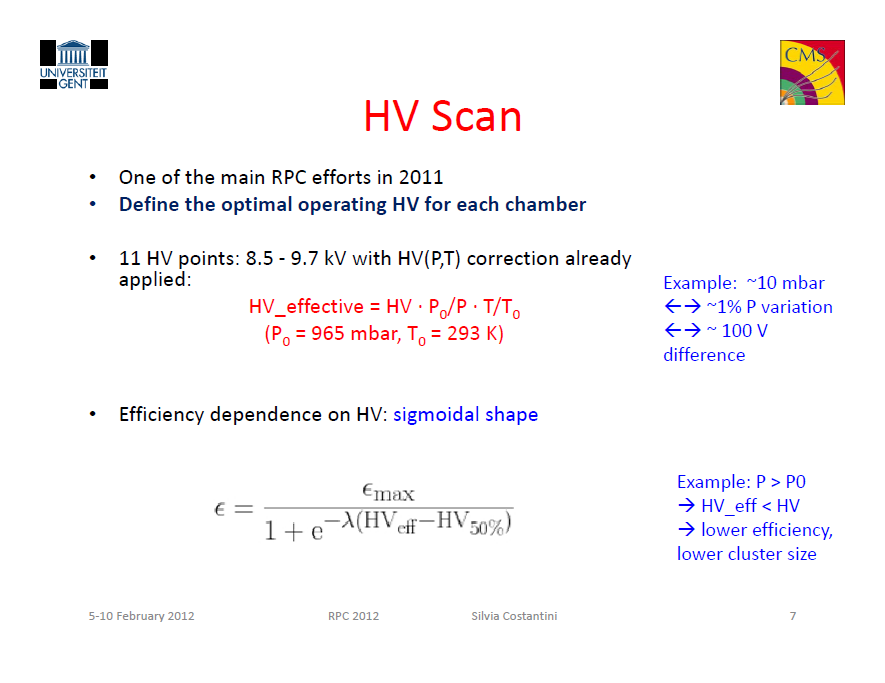 UNIVERSITEIT
GENT
CMS
HV Scan
• One of the main RPC efforts in 2011
• Define the optimal operating HV for each chamber
• 11 HV points: 8.5 - 9.7 kV with HV(P,T) correction already
applied:
HV_effective = HV · P₀/P · T/T₀
(P₀ = 965 mbar, T₀ = 293 K)
Example: ~10 mbar
←→ ~1% P variation
←→ ~ 100 V
difference
• Efficiency dependence on HV: sigmoidal shape
ϵ = ϵmax / (1 + e^−λ(HVeff−HV50%))
Example: P > P0
→ HV_eff < HV
→ lower efficiency,
lower cluster size
5-10 February 2012 RPC 2012 Silvia Costantini 7